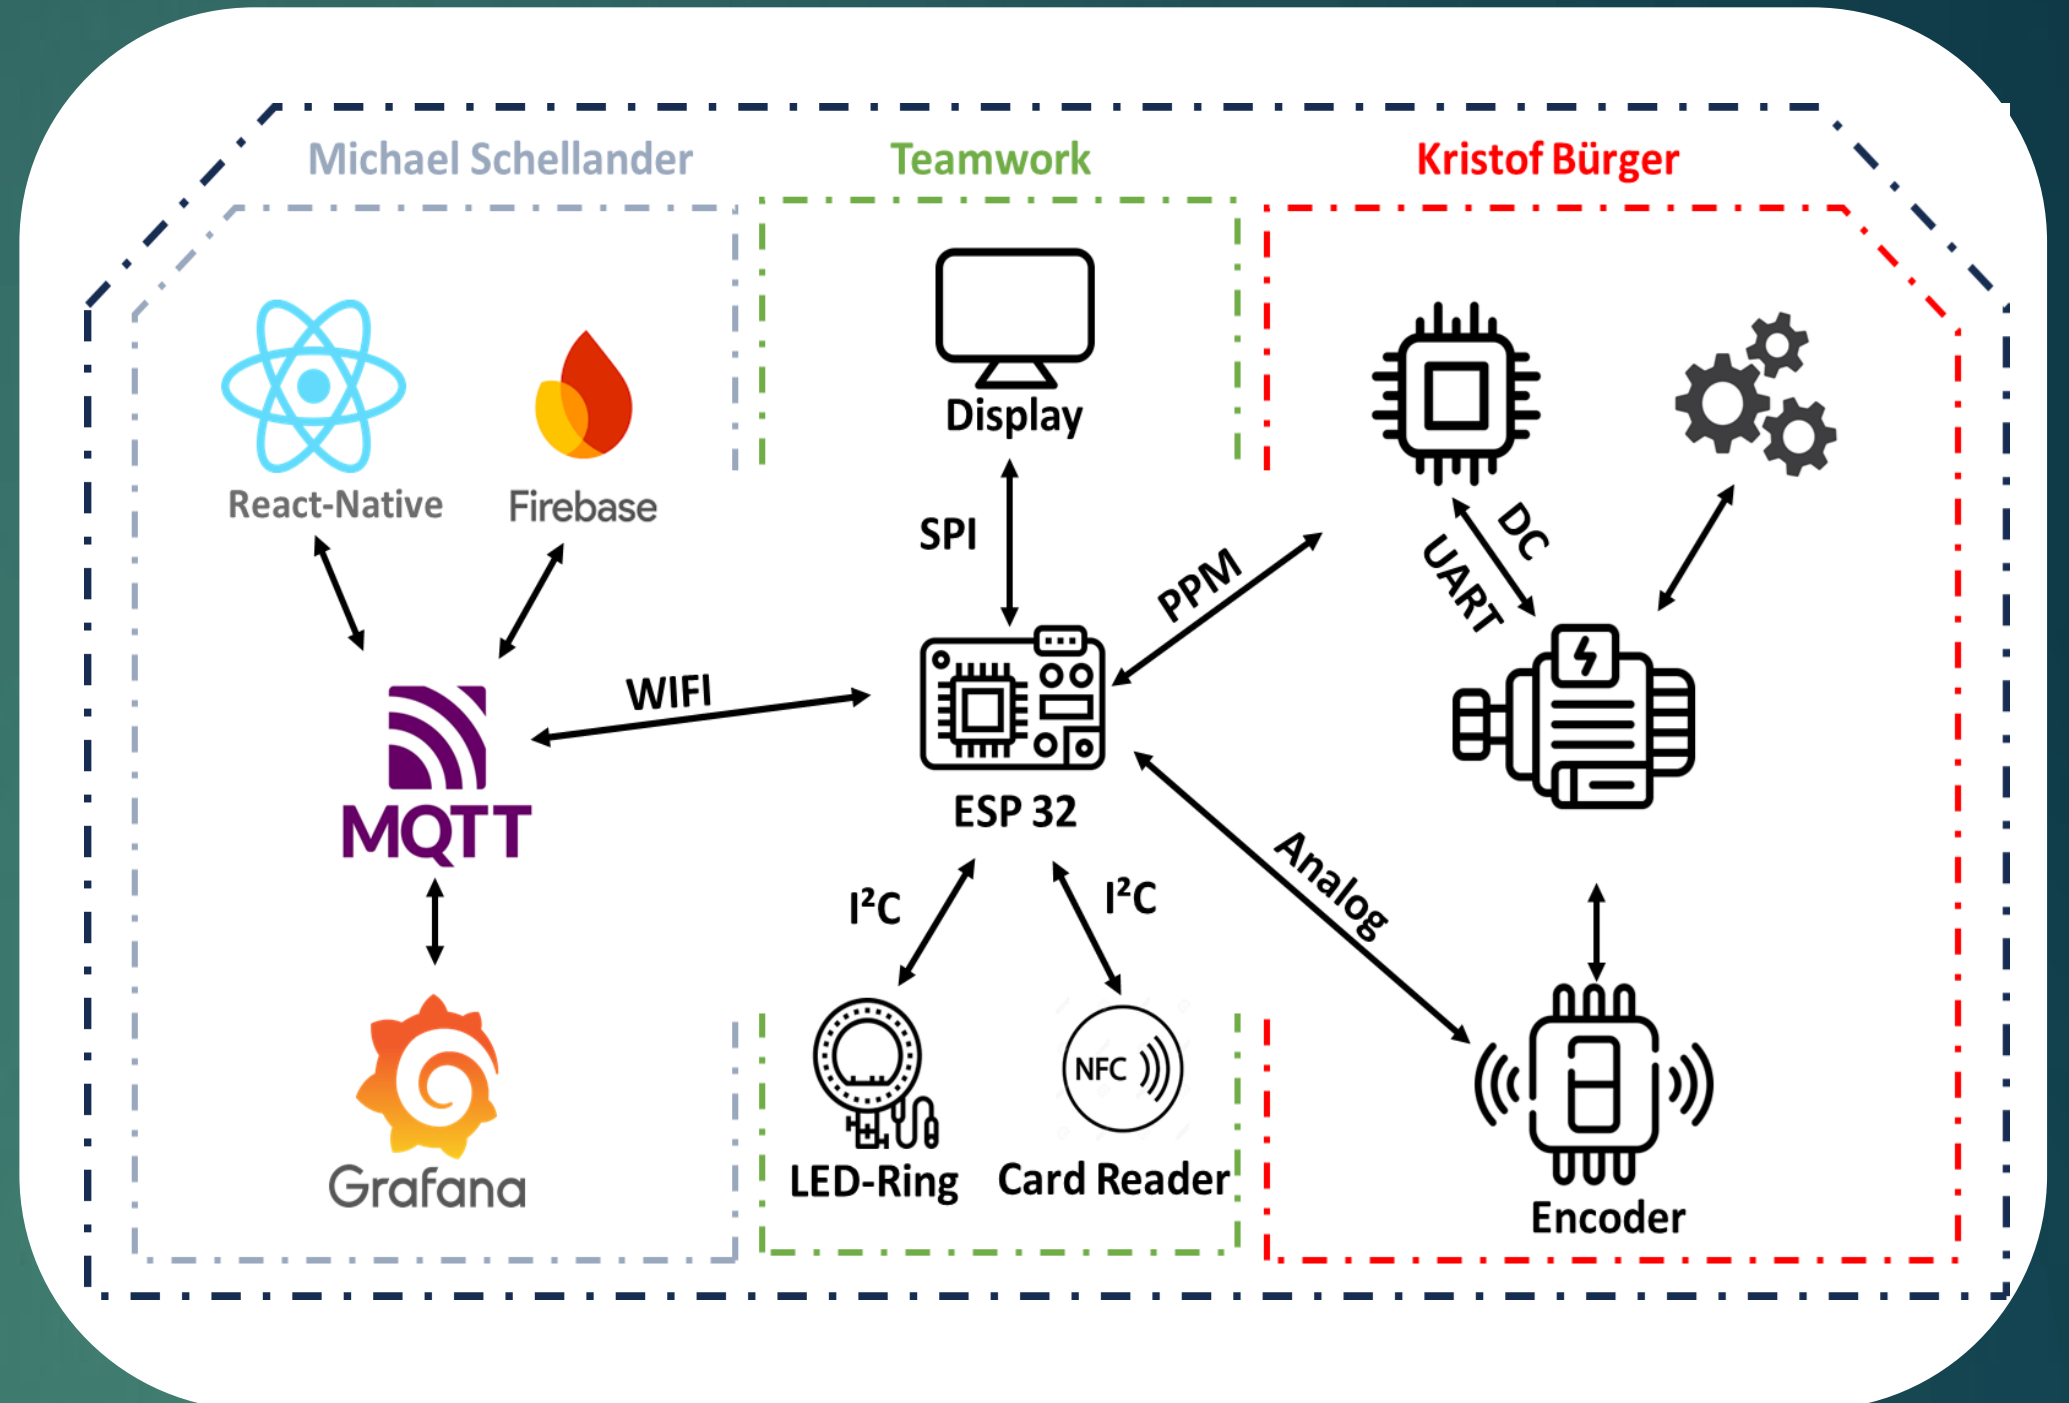 Michael Schellander
Teamwork
Kristof Bürger
React-Native
Firebase
Display
SPI
PPM
DC
UART
WIFI
MQTT
ESP 32
I²C
I²C
Analog
NFC
Grafana
LED-Ring
Card Reader
Encoder